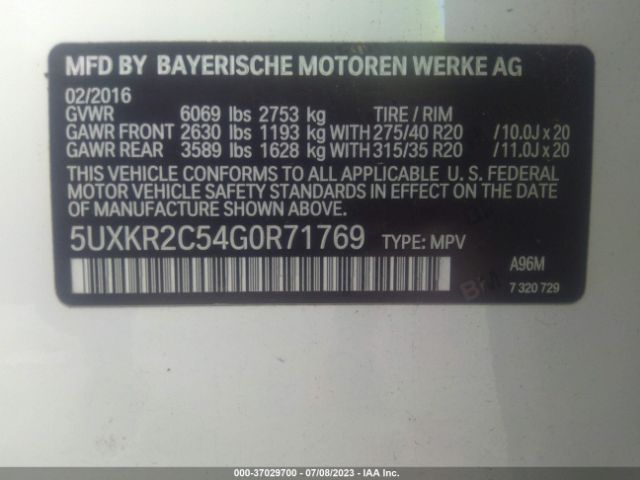 MFD BY BAYERISCHE MOTOREN WERKE AG
02/2016
GVWR 6069 lbs 2753 kg TIRE / RIM
GAWR FRONT 2630 lbs 1193 kg WITH 275/40 R20 /10.0J x 20
GAWR REAR 3589 lbs 1628 kg WITH 315/35 R20 /11.0J x 20
THIS VEHICLE CONFORMS TO ALL APPLICABLE U. S. FEDERAL
MOTOR VEHICLE SAFETY STANDARDS IN EFFECT ON THE DATE
OF MANUFACTURE SHOWN ABOVE.
5UXKR2C54G0R71769 TYPE: MPV
A96M
7 320 729
000-37029700 - 07/08/2023 - IAA Inc.